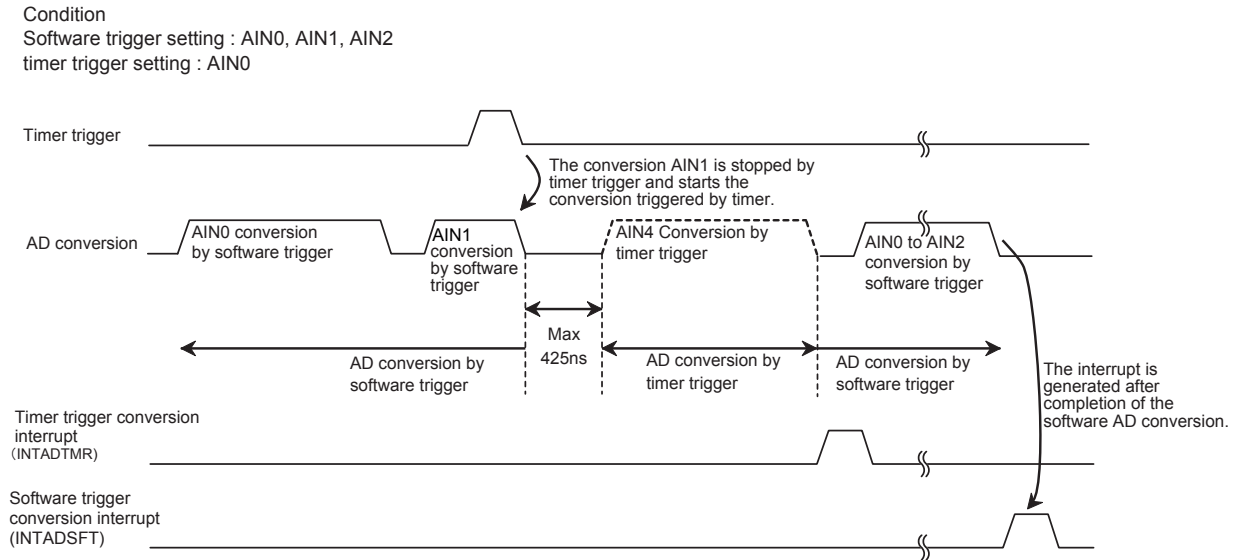 Condition
Software trigger setting : AIN0, AIN1, AIN2
timer trigger setting : AIN0
Timer trigger
The conversion AIN1 is stopped by
timer trigger and starts the
conversion triggered by timer.
AD conversion
AIN0 conversion
by software trigger
AIN1
conversion
by software
trigger
AIN4 Conversion by
timer trigger
AIN0 to AIN2
conversion by
software trigger
Max
425ns
AD conversion by
software trigger
AD conversion by
timer trigger
AD conversion by
software trigger
The interrupt is
generated after
completion of the
software AD conversion.
Timer trigger conversion
interrupt
(INTADTMR)
Software trigger
conversion interrupt
(INTADSFT)